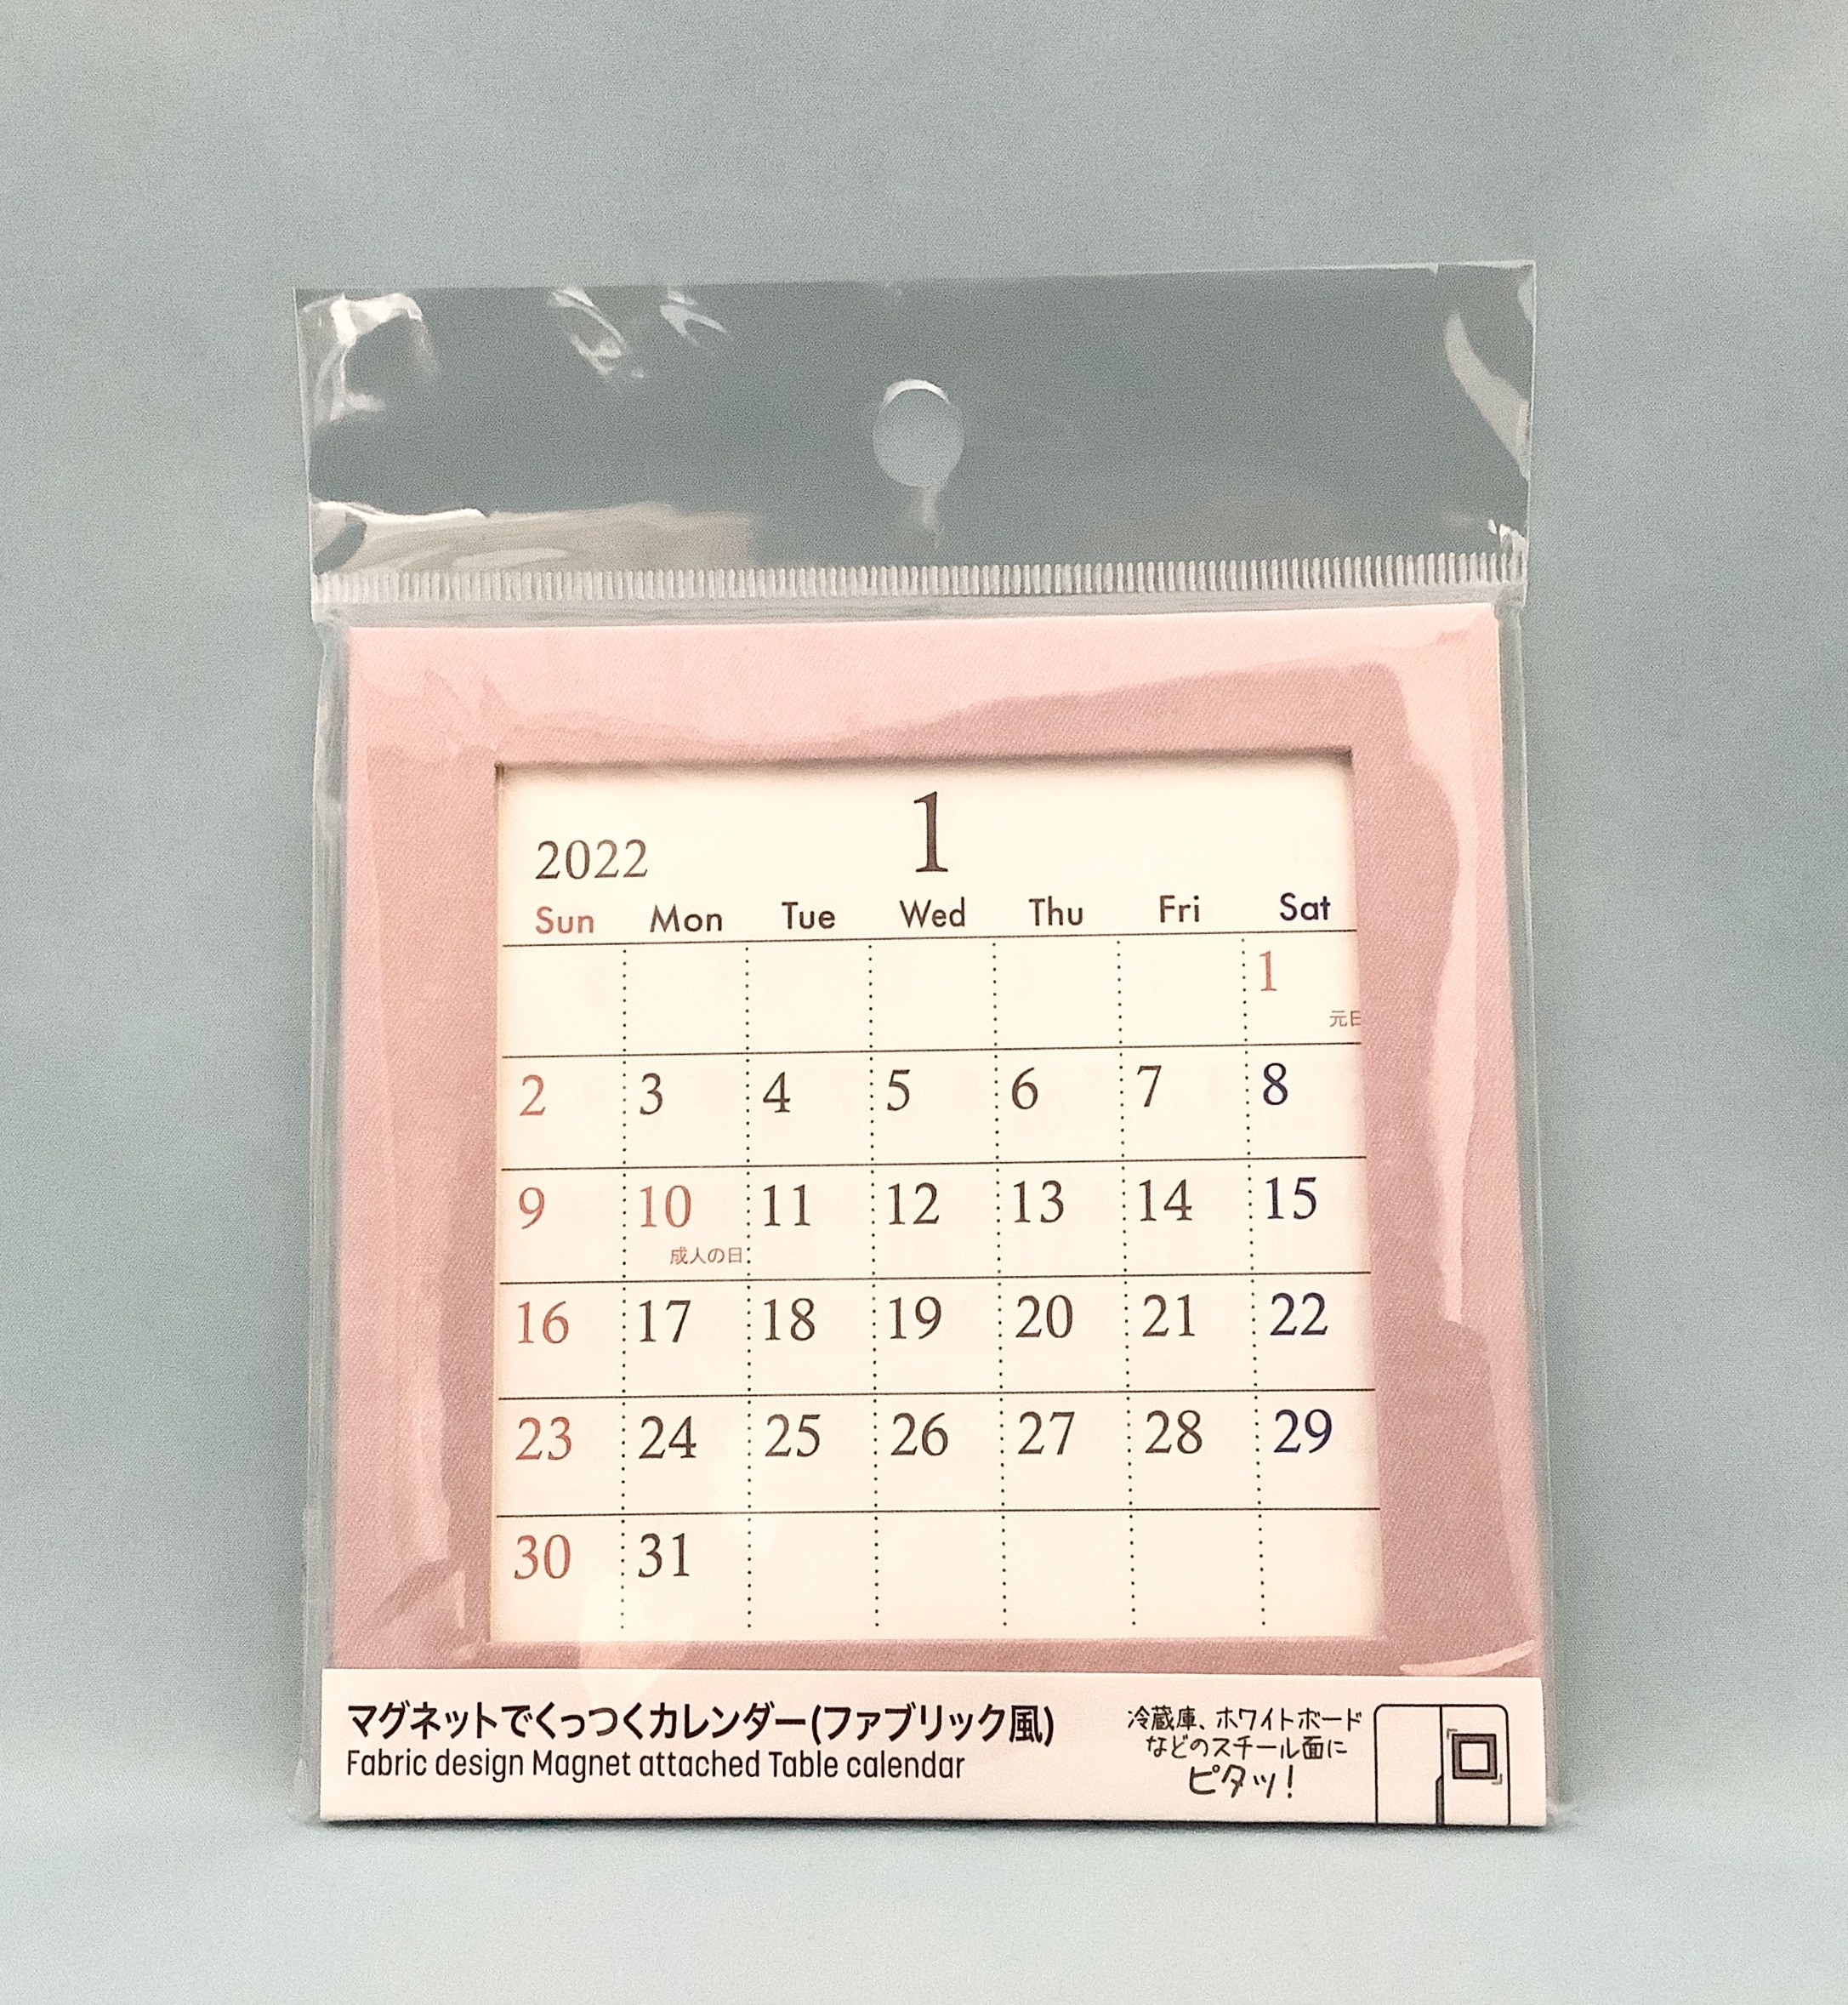 1
2022
Sun Mon Tue Wed Thu Fri Sat
1
元日
2 3 4 5 6 7 8
9 10 11 12 13 14 15
成人の日
16 17 18 19 20 21 22
23 24 25 26 27 28 29
30 31
マグネットでくっつくカレンダー(ファブリック風)
Fabric design Magnet attached Table calendar
冷蔵庫、ホワイトボード
などのスチール面に
ピタッ!